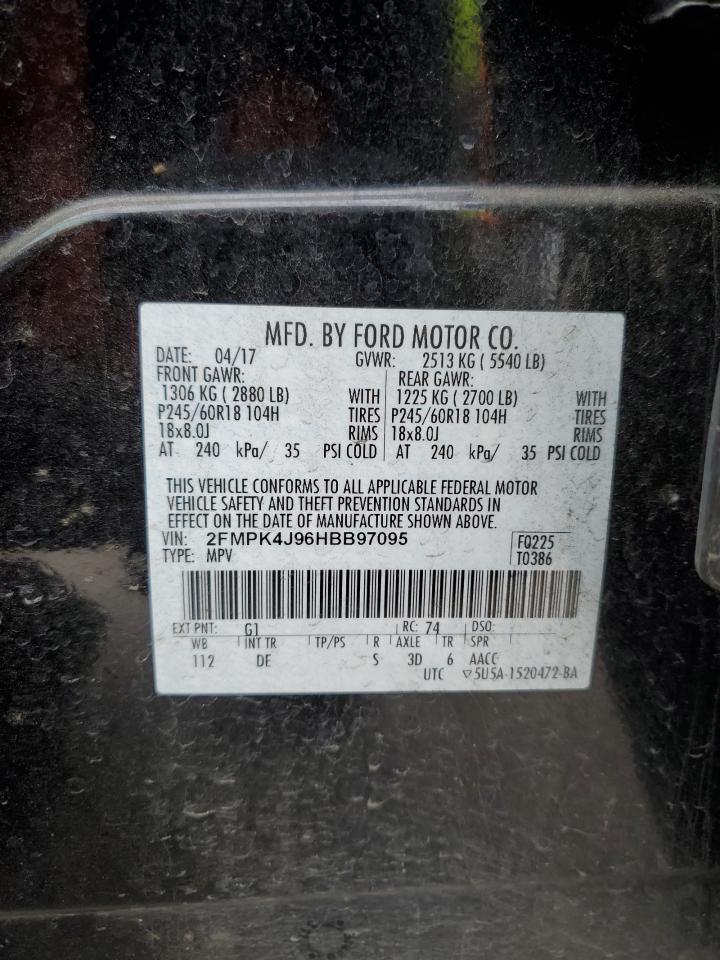 MFD. BY FORD MOTOR CO.
DATE: 04/17 GVWR: 2513 KG ( 5540 LB)
FRONT GAWR: REAR GAWR:
1306 KG ( 2880 LB) WITH 1225 KG ( 2700 LB) WITH
P245/60R18 104H TIRES P245/60R18 104H TIRES
18x8.0J RIMS 18x8.0J RIMS
AT 240 kPa/ 35 PSI COLD AT 240 kPa/ 35 PSI COLD
THIS VEHICLE CONFORMS TO ALL APPLICABLE FEDERAL MOTOR
VEHICLE SAFETY AND THEFT PREVENTION STANDARDS IN
EFFECT ON THE DATE OF MANUFACTURE SHOWN ABOVE.
VIN: 2FMPK4J96HBB97095 FQ225
TYPE: MPV T0386
EXT PNT: G1 RC: 74 DSO:
WB INT TR TP/PS R AXLE TR SPR
112 DE S 3D 6 AACC
UTC ▽5U5A-1520472-BA